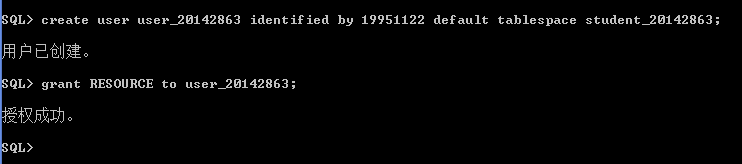 SQL> create user user_20142863 identified by 19951122 default tablespace student_20142863;
用户已创建。
SQL> grant RESOURCE to user_20142863;
授权成功。
SQL>